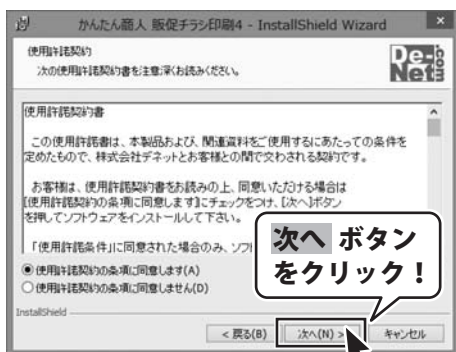 かんたん商人 販促チラシ印刷4 - InstallShield Wizard
使用許諾契約
次の使用許諾契約書を注意深くお読みください。
De-Net
com
使用許諾契約書
この使用許諾書は、本製品および、関連資料をご使用するにあたっての条件を
定めたもので、株式会社デネットとお客様との間で交わされる契約です。
お客様は、使用許諾契約書をお読みの上、同意いただける場合は
[使用許諾契約の条項に同意します]にチェックをつけ、[次へ]ボタン
を押してソフトウェアをインストールして下さい。
「使用許諾条件」に同意された場合のみ、ソフ
次へ ボタン
をクリック!
使用許諾契約の条項に同意します(A)
使用許諾契約の条項に同意しません(D)
InstallShield
< 戻る(B)
次へ(N) >
キャンセル